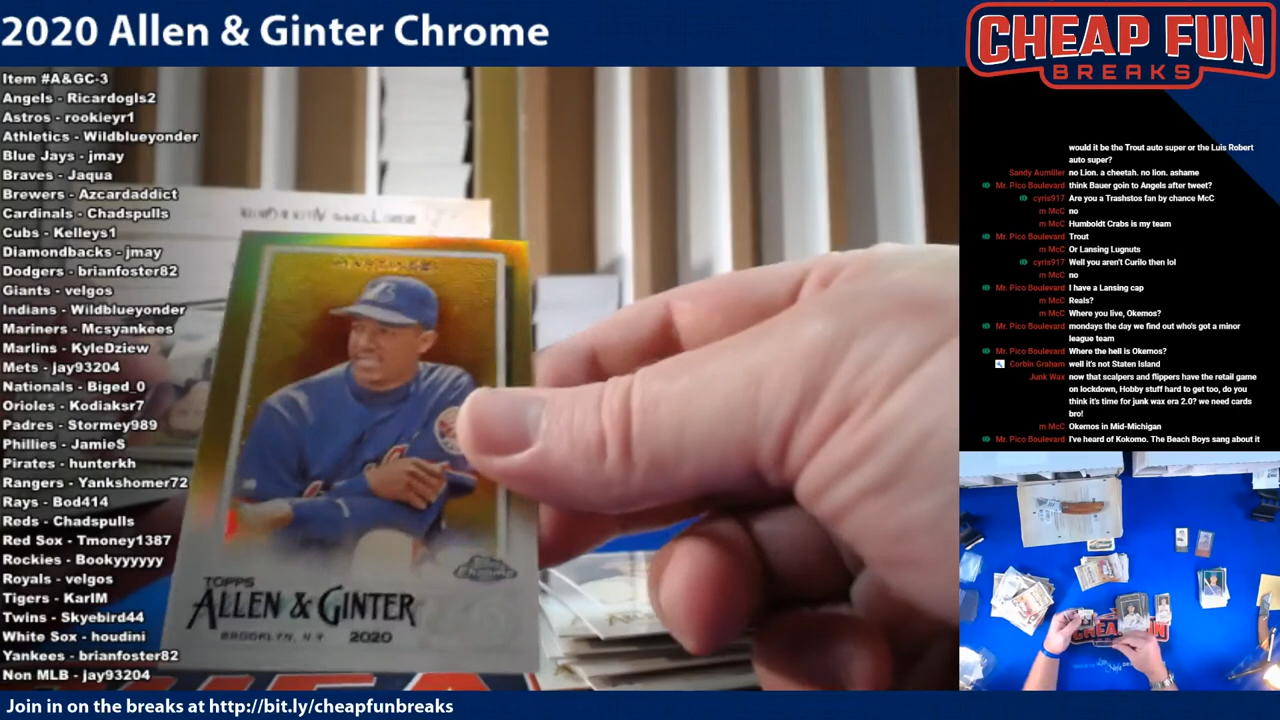 2020 Allen & Ginter Chrome
CHEAP FUN
BREAKS
Item #A&GC-3
Angels - Ricardogls2
Astros - rookieyr1
Athletics - Wildblueyonder
Blue Jays - jmay
Braves - Jaqua
Brewers - Azcardaddict
Cardinals - Chadspulls
Cubs - Kelleys1
Diamondbacks - jmay
Dodgers - brianfoster82
Giants - velgos
Indians - Wildblueyonder
Mariners - Mcsyankees
Marlins - KyleDziew
Mets - jay93204
Nationals - Biged_0
Orioles - Kodiaksr7
Padres - Stormey989
Phillies - JamieS
Pirates - hunterkh
Rangers - Yankshomer72
Rays - Bod414
Reds - Chadspulls
Red Sox - Tmoney1387
Rockies - Bookyyyyyy
Royals - velgos
Tigers - KarlM
Twins - Skyebird44
White Sox - houdini
Yankees - brianfoster82
Non MLB - jay93204
TOPPS
ALLEN & GINTER
BROOKLYN, N.Y. 2020
CHROME
would it be the Trout auto super or the Luis Robert
auto super?
Sandy Aumiller no Lion. a cheetah. no lion. ashame
Mr. Pico Boulevard think Bauer goin to Angels after tweet?
cyris917 Are you a Trashstos fan by chance McC
m McC no
m McC Humboldt Crabs is my team
Mr. Pico Boulevard Trout
m McC Or Lansing Lugnuts
cyris917 Well you aren't Curilo then lol
m McC no
Mr. Pico Boulevard I have a Lansing cap
m McC Reals?
m McC Where you live, Okemos?
Mr. Pico Boulevard mondays the day we find out who's got a minor
league team
Mr. Pico Boulevard Where the hell is Okemos?
Corbin Graham well it's not Staten Island
Junk Wax now that scalpers and flippers have the retail game
on lockdown, Hobby stuff hard to get too, do you
think it's time for junk wax era 2.0? we need cards
bro!
m McC Okemos in Mid-Michigan
Mr. Pico Boulevard I've heard of Kokomo. The Beach Boys sang about it
Join in on the breaks at http://bit.ly/cheapfunbreaks